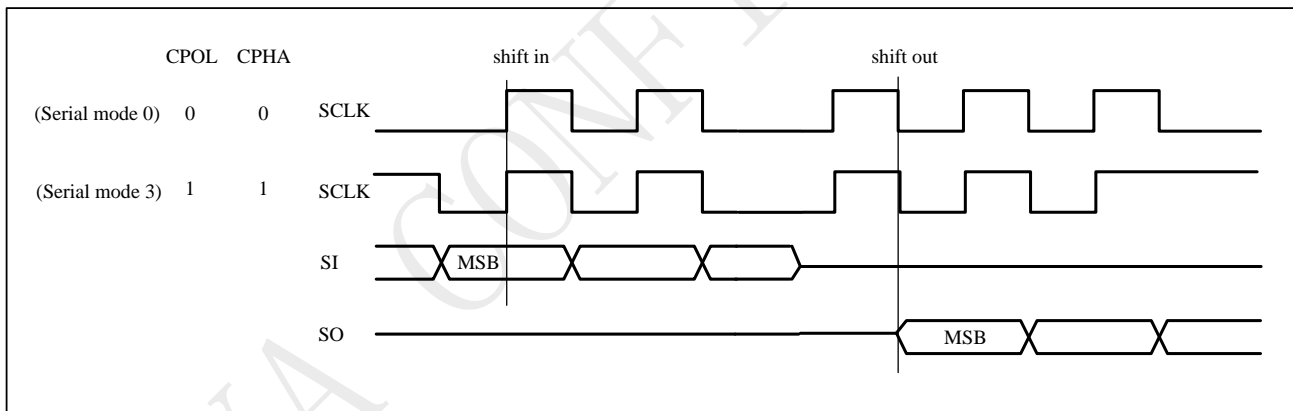 CPOL CPHA shift in shift out
(Serial mode 0) 0 0 SCLK
(Serial mode 3) 1 1 SCLK
SI MSB
SO MSB